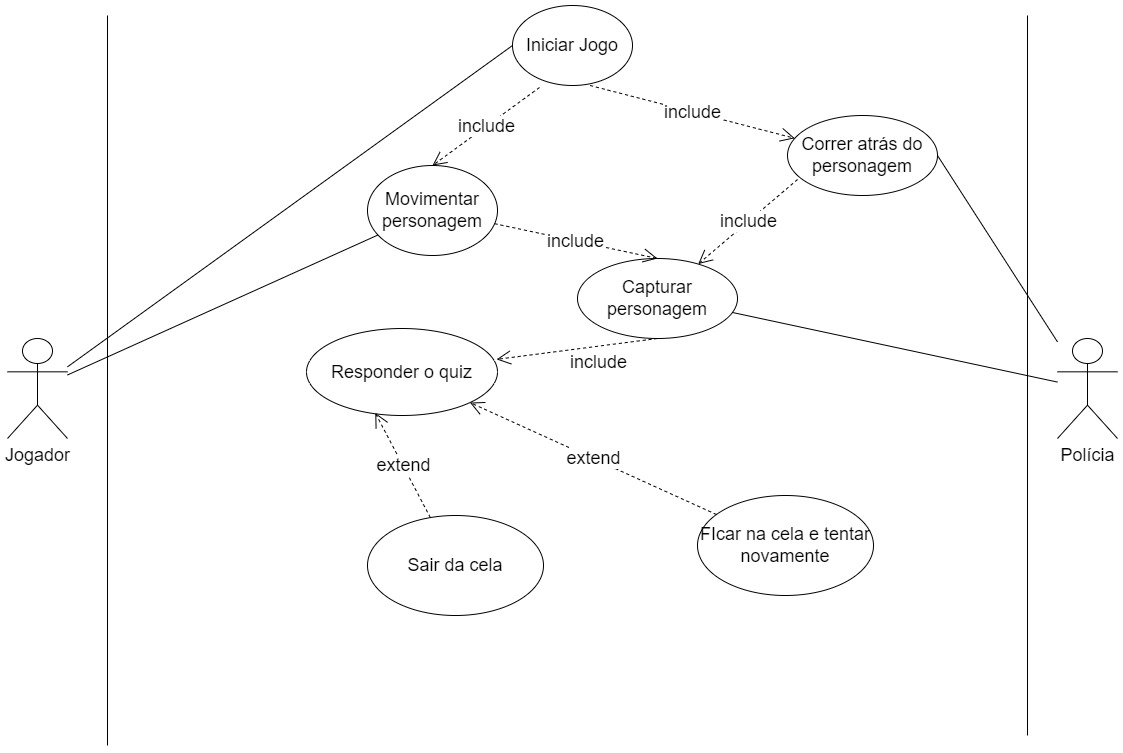 Iniciar Jogo
include
include
Correr atrás do
personagem
Movimentar
personagem
include
include
Capturar
personagem
include
Responder o quiz
Jogador
Polícia
extend
extend
FIcar na cela e tentar
novamente
Sair da cela